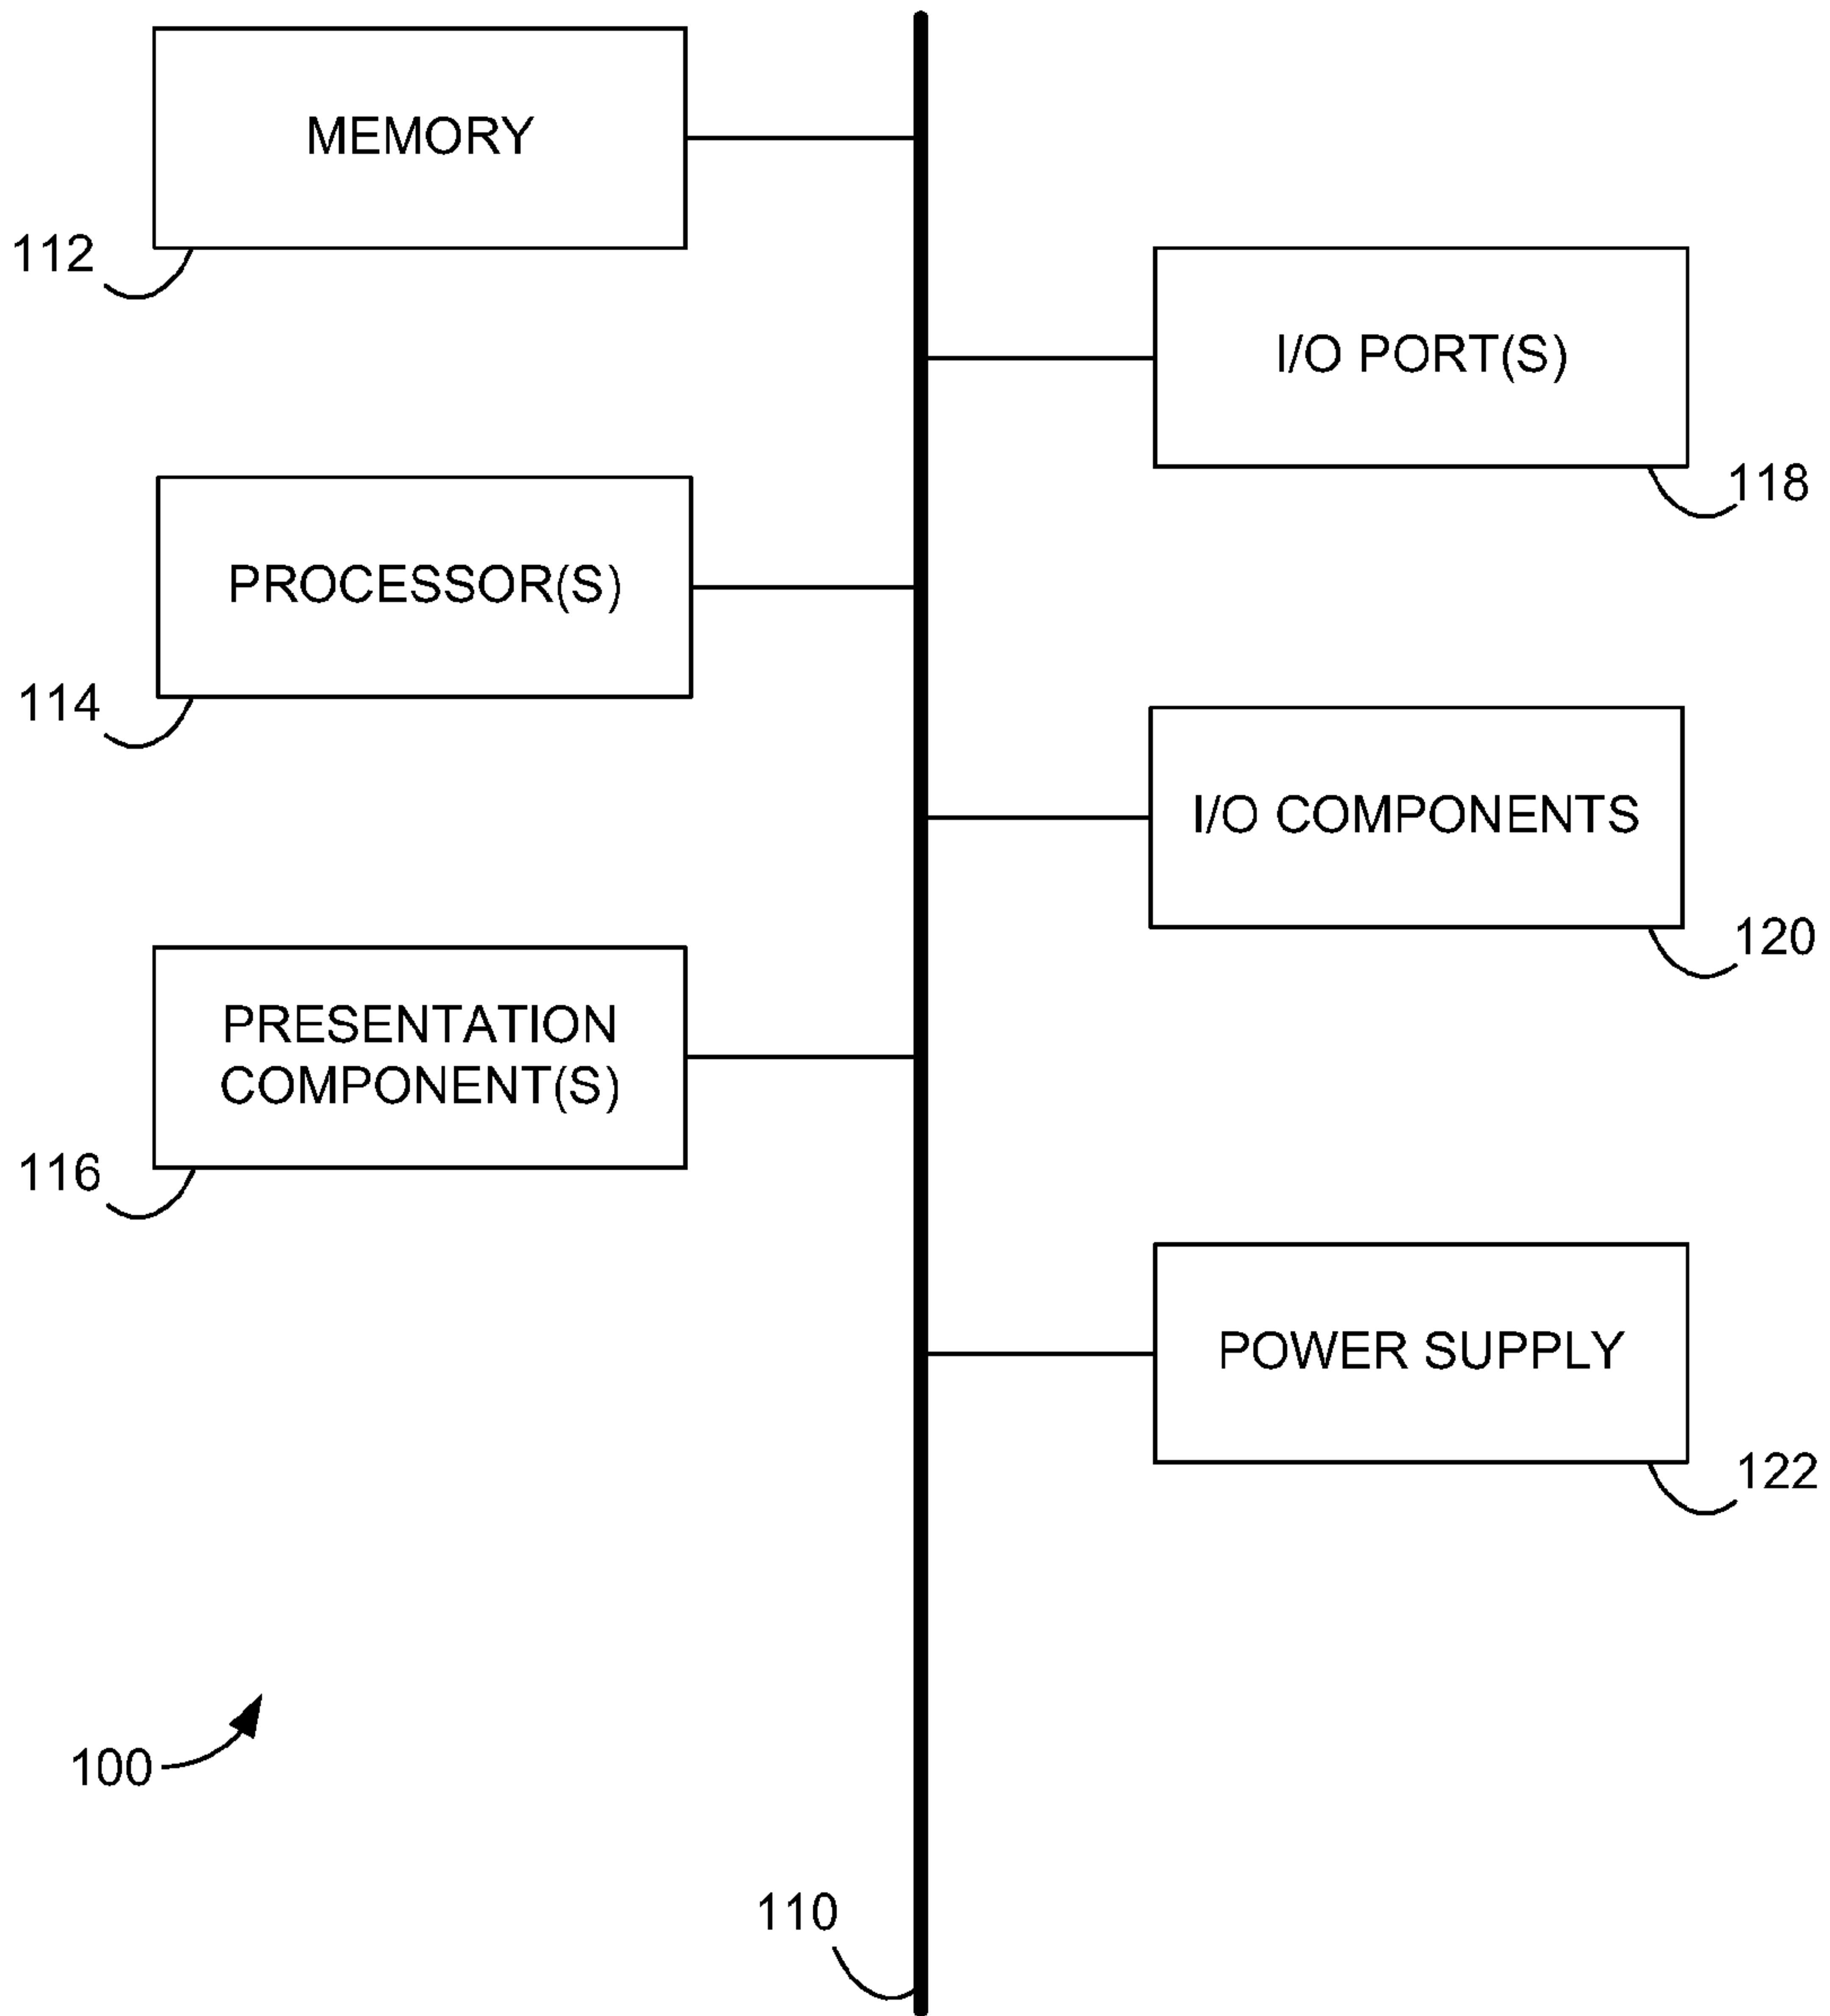 MEMORY
112
I/O PORT(S)
118
PROCESSOR(S)
114
I/O COMPONENTS
120
PRESENTATION
COMPONENT(S)
116
POWER SUPPLY
122
100
110